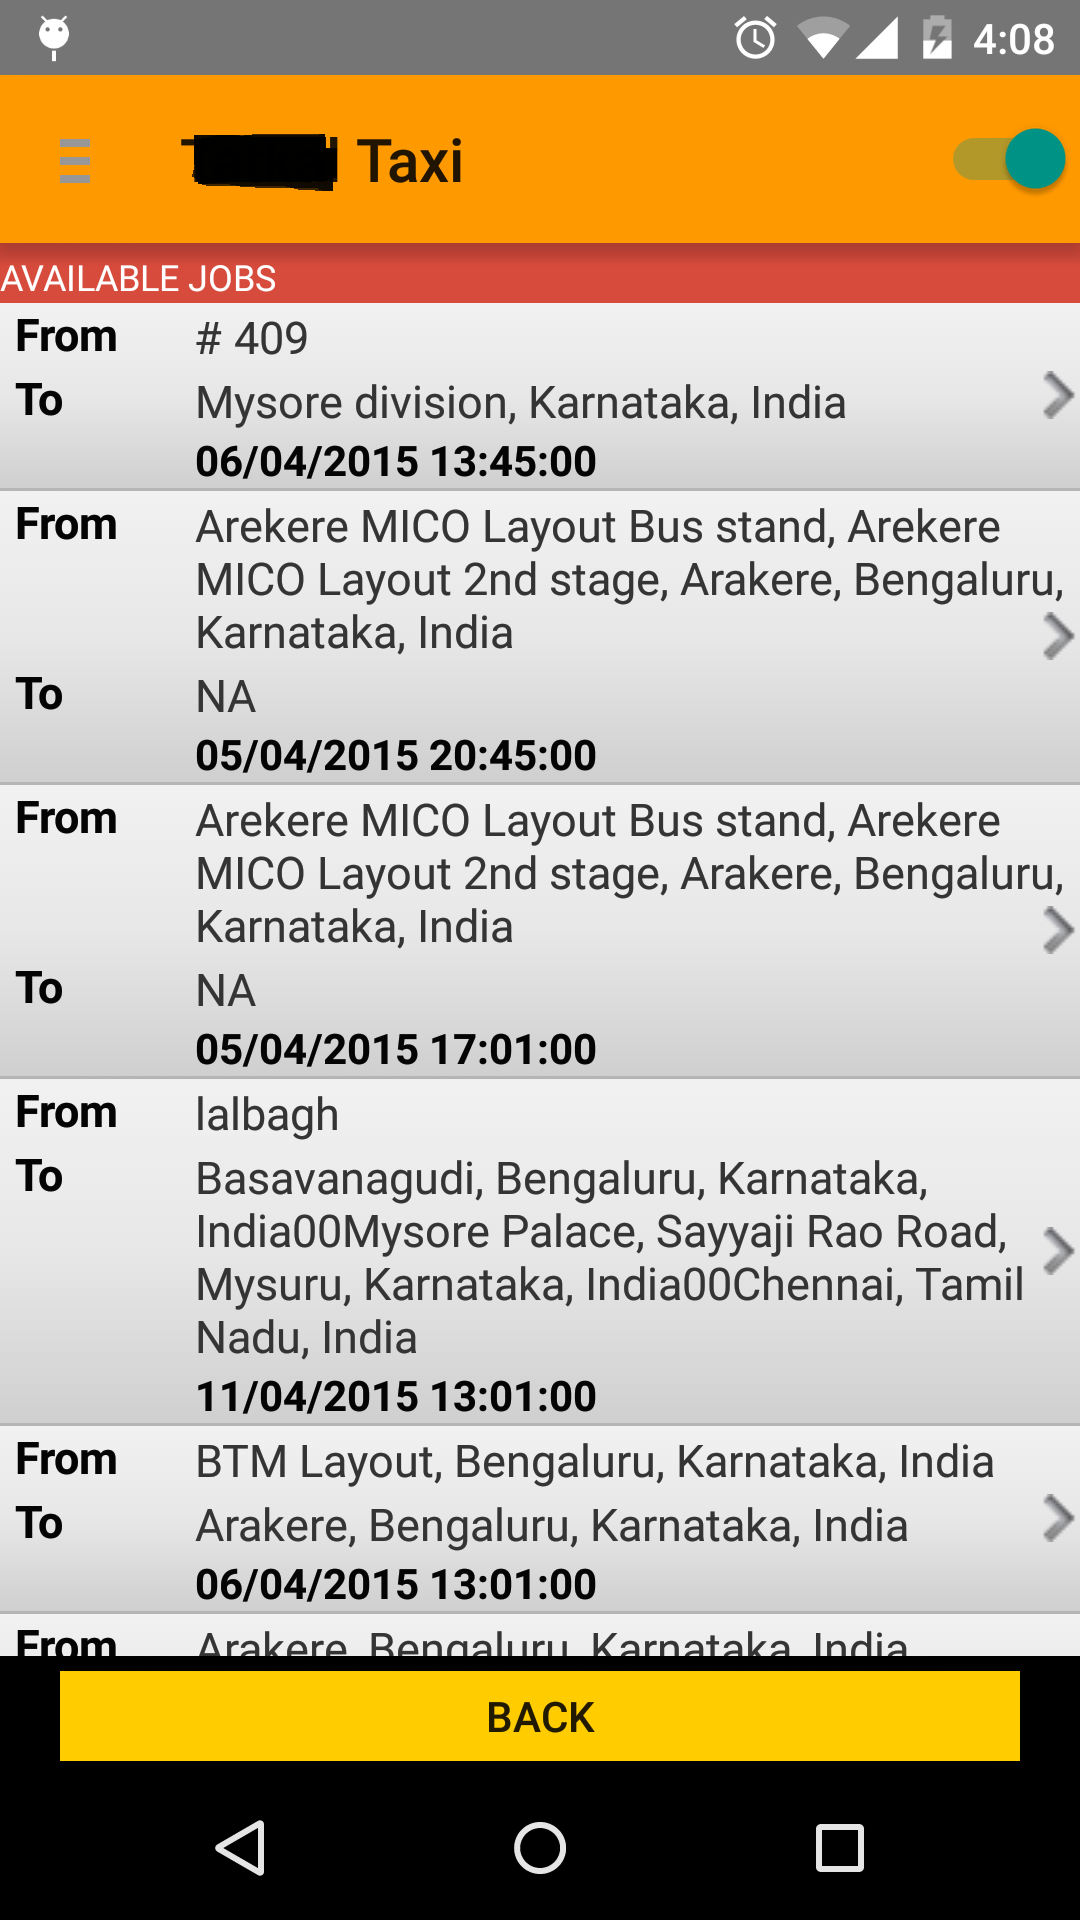 4:08
Taxi
AVAILABLE JOBS
From # 409
To Mysore division, Karnataka, India
06/04/2015 13:45:00
From Arekere MICO Layout Bus stand, Arekere
MICO Layout 2nd stage, Arakere, Bengaluru,
Karnataka, India
To NA
05/04/2015 20:45:00
From Arekere MICO Layout Bus stand, Arekere
MICO Layout 2nd stage, Arakere, Bengaluru,
Karnataka, India
To NA
05/04/2015 17:01:00
From lalbagh
To Basavanagudi, Bengaluru, Karnataka,
India00Mysore Palace, Sayyaji Rao Road,
Mysuru, Karnataka, India00Chennai, Tamil
Nadu, India
11/04/2015 13:01:00
From BTM Layout, Bengaluru, Karnataka, India
To Arakere, Bengaluru, Karnataka, India
06/04/2015 13:01:00
From Arakere, Bengaluru, Karnataka, India
BACK